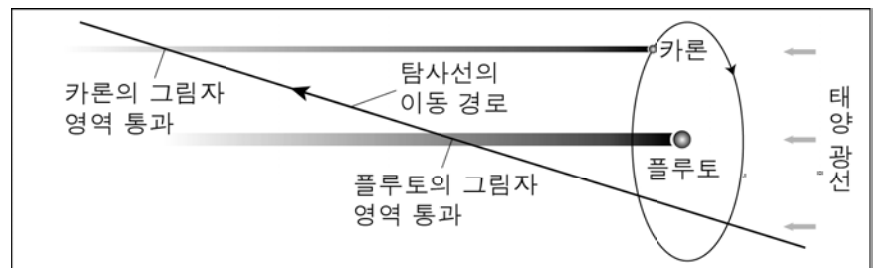 카론
탐사선의
이동 경로
카론의 그림자
영역 통과
플루토
플루토의 그림자
영역 통과
태양 광선